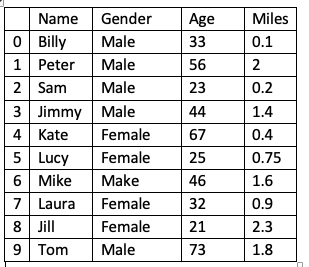 Name Gender Age Miles
0 Billy Male 33 0.1
1 Peter Male 56 2
2 Sam Male 23 0.2
3 Jimmy Male 44 1.4
4 Kate Female 67 0.4
5 Lucy Female 25 0.75
6 Mike Make 46 1.6
7 Laura Female 32 0.9
8 Jill Female 21 2.3
9 Tom Male 73 1.8